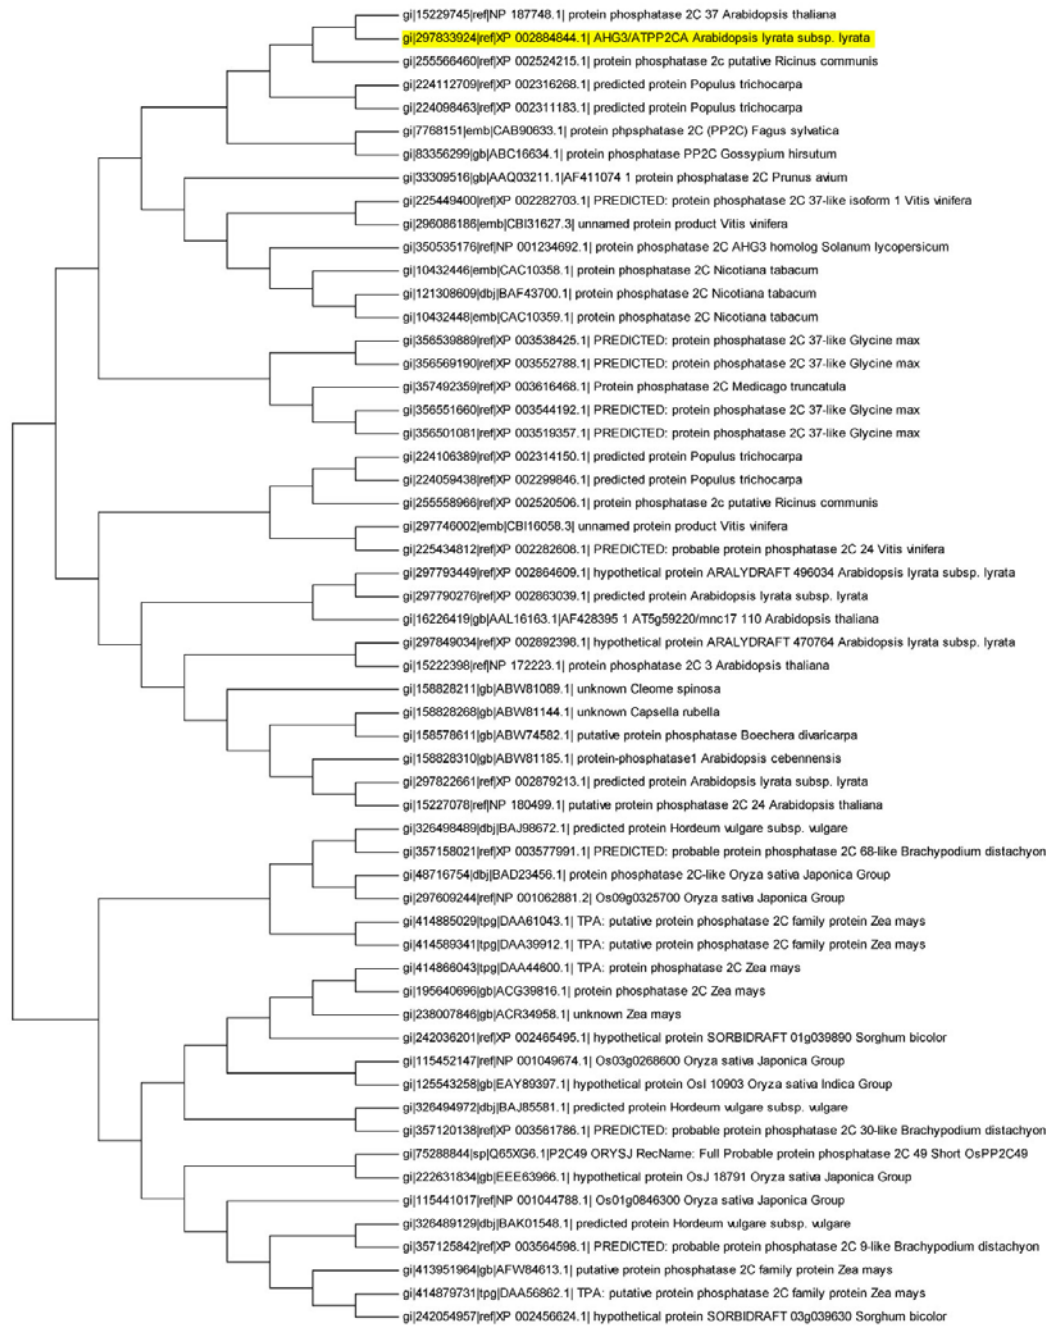 gi|15229745|ref|NP 187748.1| protein phosphatase 2C 37 Arabidopsis thaliana
gi|297833924|ref|XP 002884844.1| AHG3/ATPP2CA Arabidopsis lyrata subsp. lyrata
gi|255566460|ref|XP 002524215.1| protein phosphatase 2c putative Ricinus communis
gi|224112709|ref|XP 002316268.1| predicted protein Populus trichocarpa
gi|224098463|ref|XP 002311183.1| predicted protein Populus trichocarpa
gi|7768151|emb|CAB90633.1| protein phpsphatase 2C (PP2C) Fagus sylvatica
gi|83356299|gb|ABC16634.1| protein phosphatase PP2C Gossypium hirsutum
gi|33309516|gb|AAQ03211.1|AF411074 1 protein phosphatase 2C Prunus avium
gi|225449400|ref|XP 002282703.1| PREDICTED: protein phosphatase 2C 37-like isoform 1 Vitis vinifera
gi|296086186|emb|CBI31627.3| unnamed protein product Vitis vinifera
gi|350535176|ref|NP 001234692.1| protein phosphatase 2C AHG3 homolog Solanum lycopersicum
gi|10432446|emb|CAC10358.1| protein phosphatase 2C Nicotiana tabacum
gi|121308609|dbj|BAF43700.1| protein phosphatase 2C Nicotiana tabacum
gi|10432448|emb|CAC10359.1| protein phosphatase 2C Nicotiana tabacum
gi|356539889|ref|XP 003538425.1| PREDICTED: protein phosphatase 2C 37-like Glycine max
gi|356569190|ref|XP 003552788.1| PREDICTED: protein phosphatase 2C 37-like Glycine max
gi|357492359|ref|XP 003616468.1| Protein phosphatase 2C Medicago truncatula
gi|356551660|ref|XP 003544192.1| PREDICTED: protein phosphatase 2C 37-like Glycine max
gi|356501081|ref|XP 003519357.1| PREDICTED: protein phosphatase 2C 37-like Glycine max
gi|224106389|ref|XP 002314150.1| predicted protein Populus trichocarpa
gi|224059438|ref|XP 002299846.1| predicted protein Populus trichocarpa
gi|255558966|ref|XP 002520506.1| protein phosphatase 2c putative Ricinus communis
gi|297746002|emb|CBI16058.3| unnamed protein product Vitis vinifera
gi|225434812|ref|XP 002282608.1| PREDICTED: probable protein phosphatase 2C 24 Vitis vinifera
gi|297793449|ref|XP 002864609.1| hypothetical protein ARALYDRAFT 496034 Arabidopsis lyrata subsp. lyrata
gi|297790276|ref|XP 002863039.1| predicted protein Arabidopsis lyrata subsp. lyrata
gi|16226419|gb|AAL16163.1|AF428395 1 AT5g59220/mnc17 110 Arabidopsis thaliana
gi|297849034|ref|XP 002892398.1| hypothetical protein ARALYDRAFT 470764 Arabidopsis lyrata subsp. lyrata
gi|15222398|ref|NP 172223.1| protein phosphatase 2C 3 Arabidopsis thaliana
gi|158828211|gb|ABW81089.1| unknown Cleome spinosa
gi|158828268|gb|ABW81144.1| unknown Capsella rubella
gi|158578611|gb|ABW74582.1| putative protein phosphatase Boechera divaricarpa
gi|158828310|gb|ABW81185.1| protein-phosphatase1 Arabidopsis cebennensis
gi|297822661|ref|XP 002879213.1| predicted protein Arabidopsis lyrata subsp. lyrata
gi|15227078|ref|NP 180499.1| putative protein phosphatase 2C 24 Arabidopsis thaliana
gi|326498489|dbj|BAJ98672.1| predicted protein Hordeum vulgare subsp. vulgare
gi|357158021|ref|XP 003577991.1| PREDICTED: probable protein phosphatase 2C 68-like Brachypodium distachyon
gi|48716754|dbj|BAD23456.1| protein phosphatase 2C-like Oryza sativa Japonica Group
gi|297609244|ref|NP 001062881.2| Os09g0325700 Oryza sativa Japonica Group
gi|414885029|tpg|DAA61043.1| TPA: putative protein phosphatase 2C family protein Zea mays
gi|414589341|tpg|DAA39912.1| TPA: putative protein phosphatase 2C family protein Zea mays
gi|414866043|tpg|DAA44600.1| TPA: protein phosphatase 2C Zea mays
gi|195640696|gb|ACG39816.1| protein phosphatase 2C Zea mays
gi|238007846|gb|ACR34958.1| unknown Zea mays
gi|242036201|ref|XP 002465495.1| hypothetical protein SORBIDRAFT 01g039890 Sorghum bicolor
gi|115452147|ref|NP 001049674.1| Os03g0268600 Oryza sativa Japonica Group
gi|125543258|gb|EAY89397.1| hypothetical protein OsI 10903 Oryza sativa Indica Group
gi|326494972|dbj|BAJ85581.1| predicted protein Hordeum vulgare subsp. vulgare
gi|357120138|ref|XP 003561786.1| PREDICTED: probable protein phosphatase 2C 30-like Brachypodium distachyon
gi|75288844|sp|Q65XG6.1|P2C49 ORYSJ RecName: Full Probable protein phosphatase 2C 49 Short OsPP2C49
gi|222631834|gb|EEE63966.1| hypothetical protein OsJ 18791 Oryza sativa Japonica Group
gi|115441017|ref|NP 001044788.1| Os01g0846300 Oryza sativa Japonica Group
gi|326489129|dbj|BAK01548.1| predicted protein Hordeum vulgare subsp. vulgare
gi|357125842|ref|XP 003564598.1| PREDICTED: probable protein phosphatase 2C 9-like Brachypodium distachyon
gi|413951964|gb|AFW84613.1| putative protein phosphatase 2C family protein Zea mays
gi|414879731|tpg|DAA56862.1| TPA: putative protein phosphatase 2C family protein Zea mays
gi|242054957|ref|XP 002456624.1| hypothetical protein SORBIDRAFT 03g039630 Sorghum bicolor